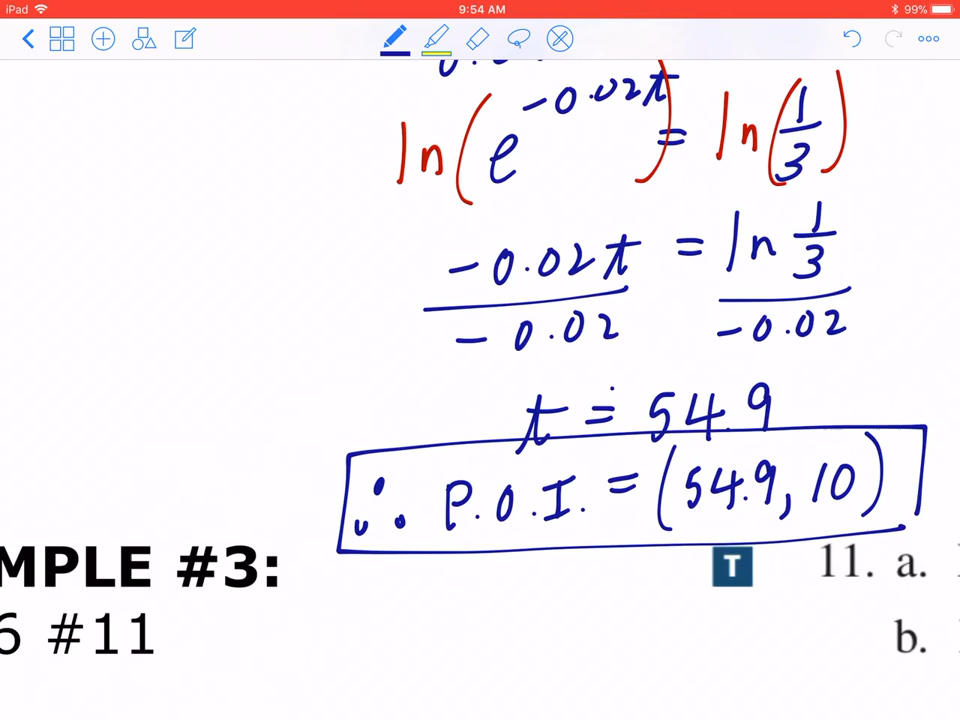 iPad 9:54 AM 99%
ln(e^-0.02t) = ln(1/3)
-0.02t = ln 1/3
-0.02 -0.02
t ≐ 54.9
∴ P.O.I. = (54.9, 10)
MPLE #3: T 11. a.
6 #11 b.